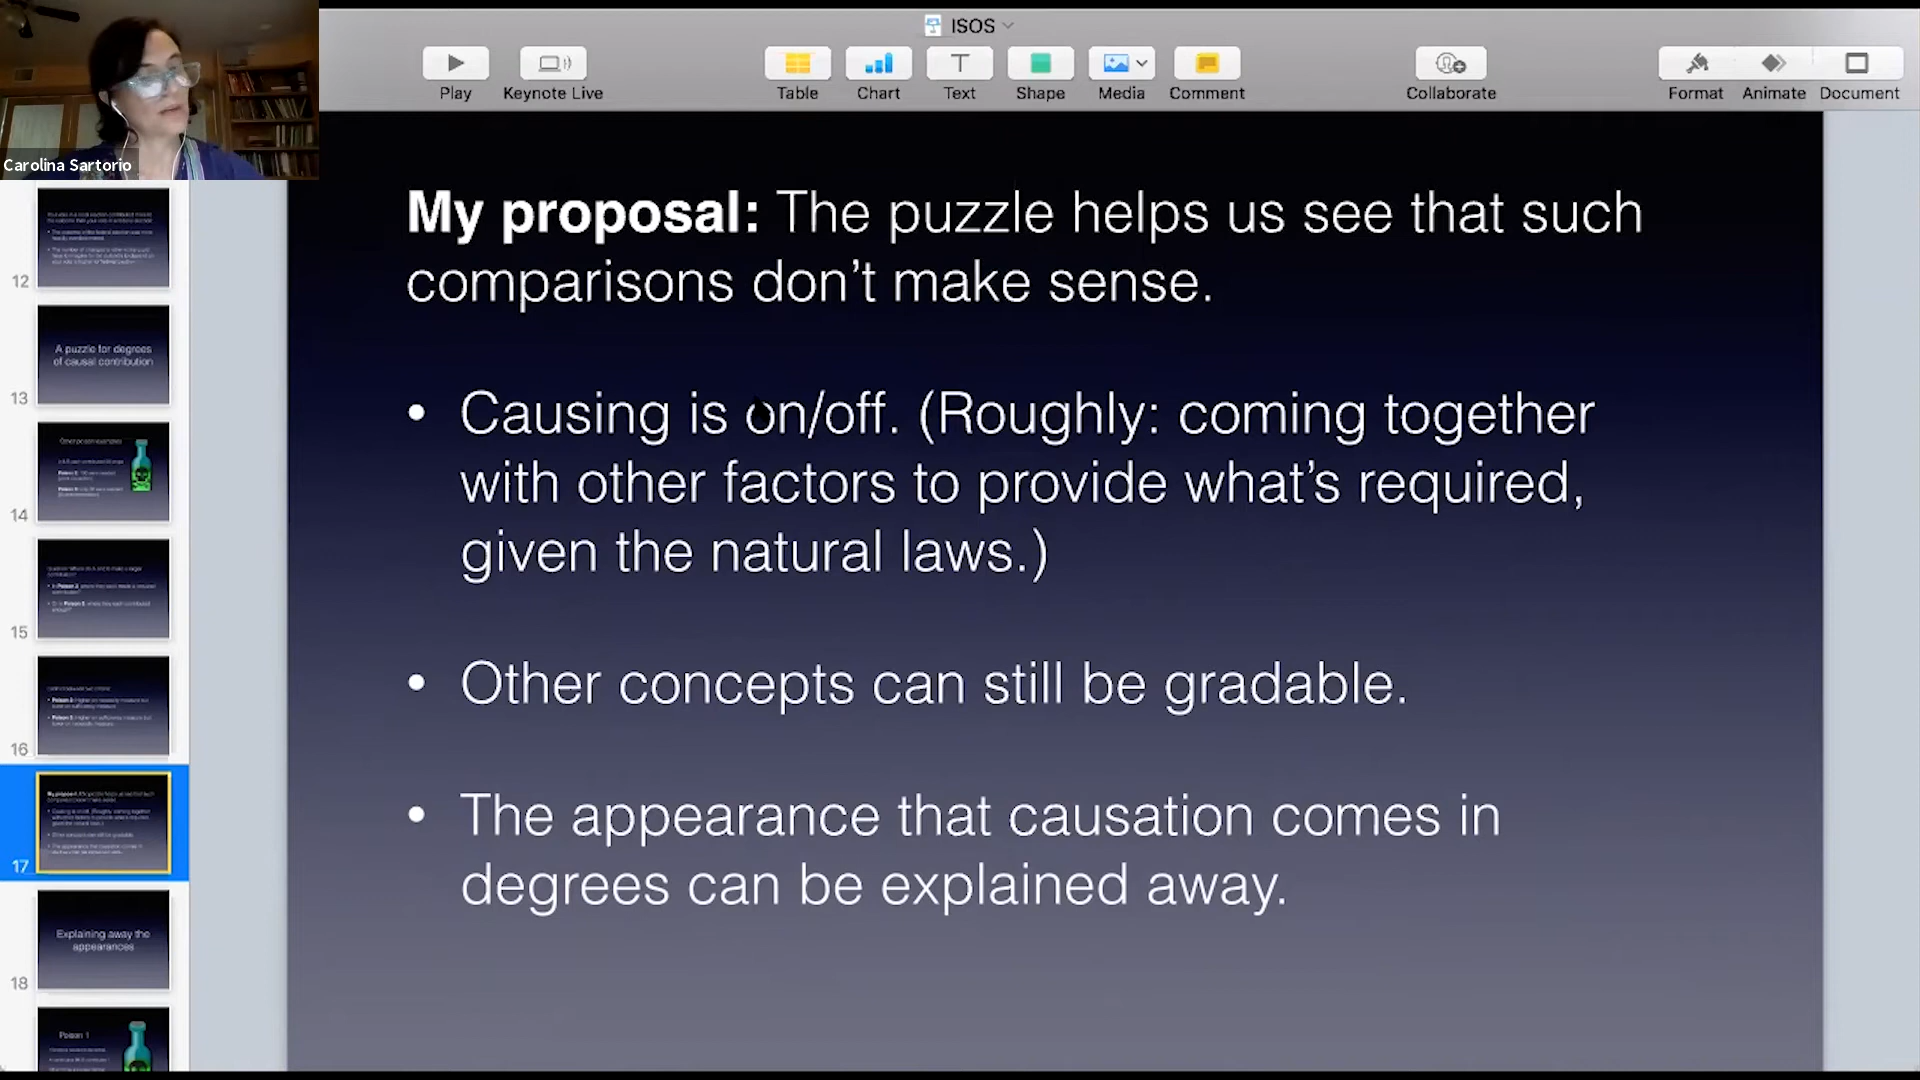 ISOS
Play
Keynote Live
Table
Chart
Text
Shape
Media
Comment
Collaborate
Format
Animate
Document
Carolina Sartorio
12
A puzzle for degrees
of causal contribution
13
Other poison examples
14
15
16
17
Explaining away the
appearances
18
Poison 1
My proposal: The puzzle helps us see that such
comparisons don’t make sense.
• Causing is on/off. (Roughly: coming together
with other factors to provide what’s required,
given the natural laws.)
• Other concepts can still be gradable.
• The appearance that causation comes in
degrees can be explained away.